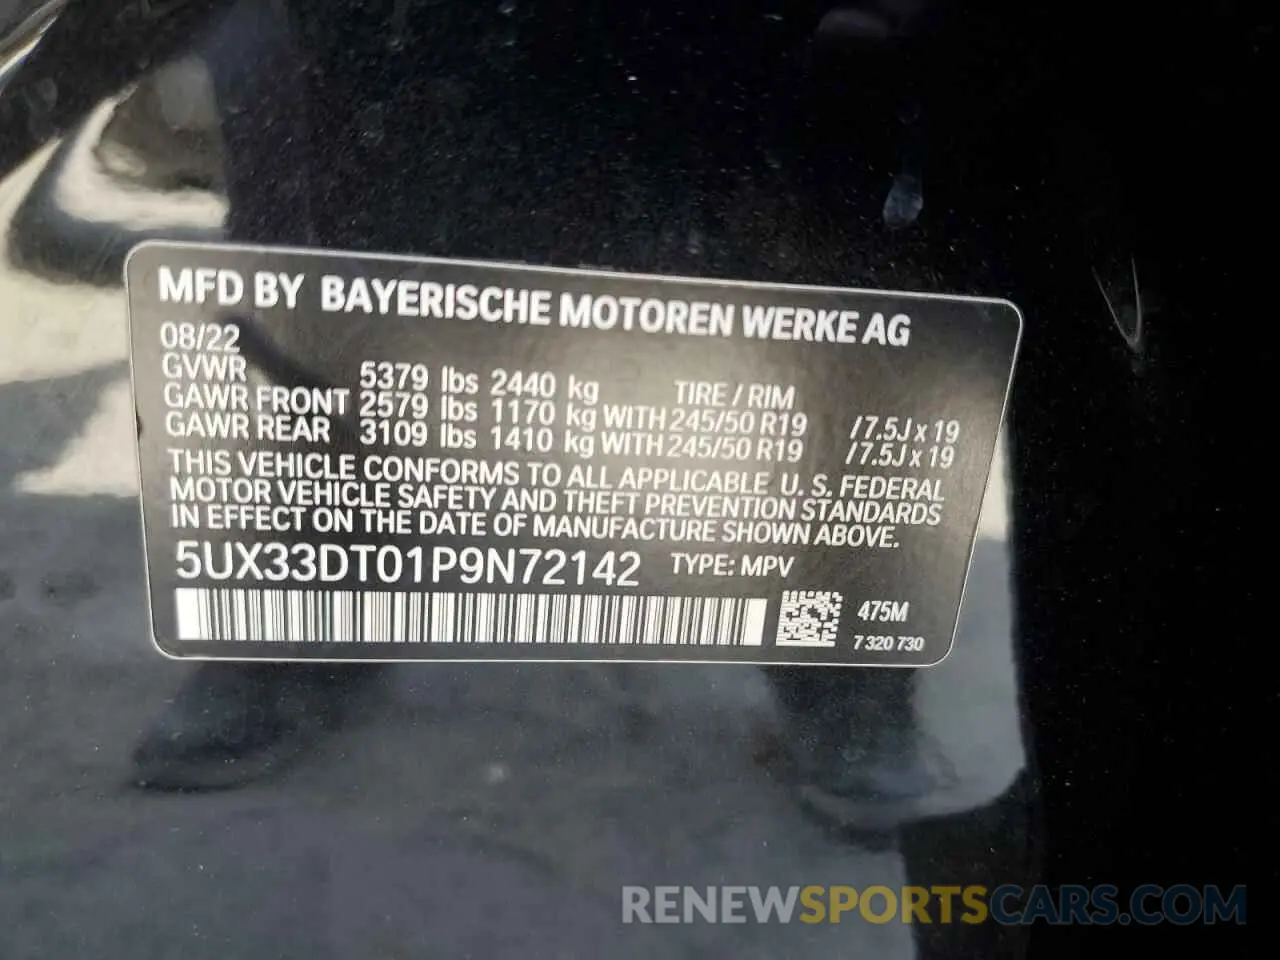 MFD BY BAYERISCHE MOTOREN WERKE AG
08/22
GVWR 5379 lbs 2440 kg TIRE / RIM
GAWR FRONT 2579 lbs 1170 kg WITH 245/50 R19 /7.5J x 19
GAWR REAR 3109 lbs 1410 kg WITH 245/50 R19 /7.5J x 19
THIS VEHICLE CONFORMS TO ALL APPLICABLE U. S. FEDERAL
MOTOR VEHICLE SAFETY AND THEFT PREVENTION STANDARDS
IN EFFECT ON THE DATE OF MANUFACTURE SHOWN ABOVE.
5UX33DT01P9N72142 TYPE: MPV
475M
7 320 730
RENEWSPORTSCARS.COM